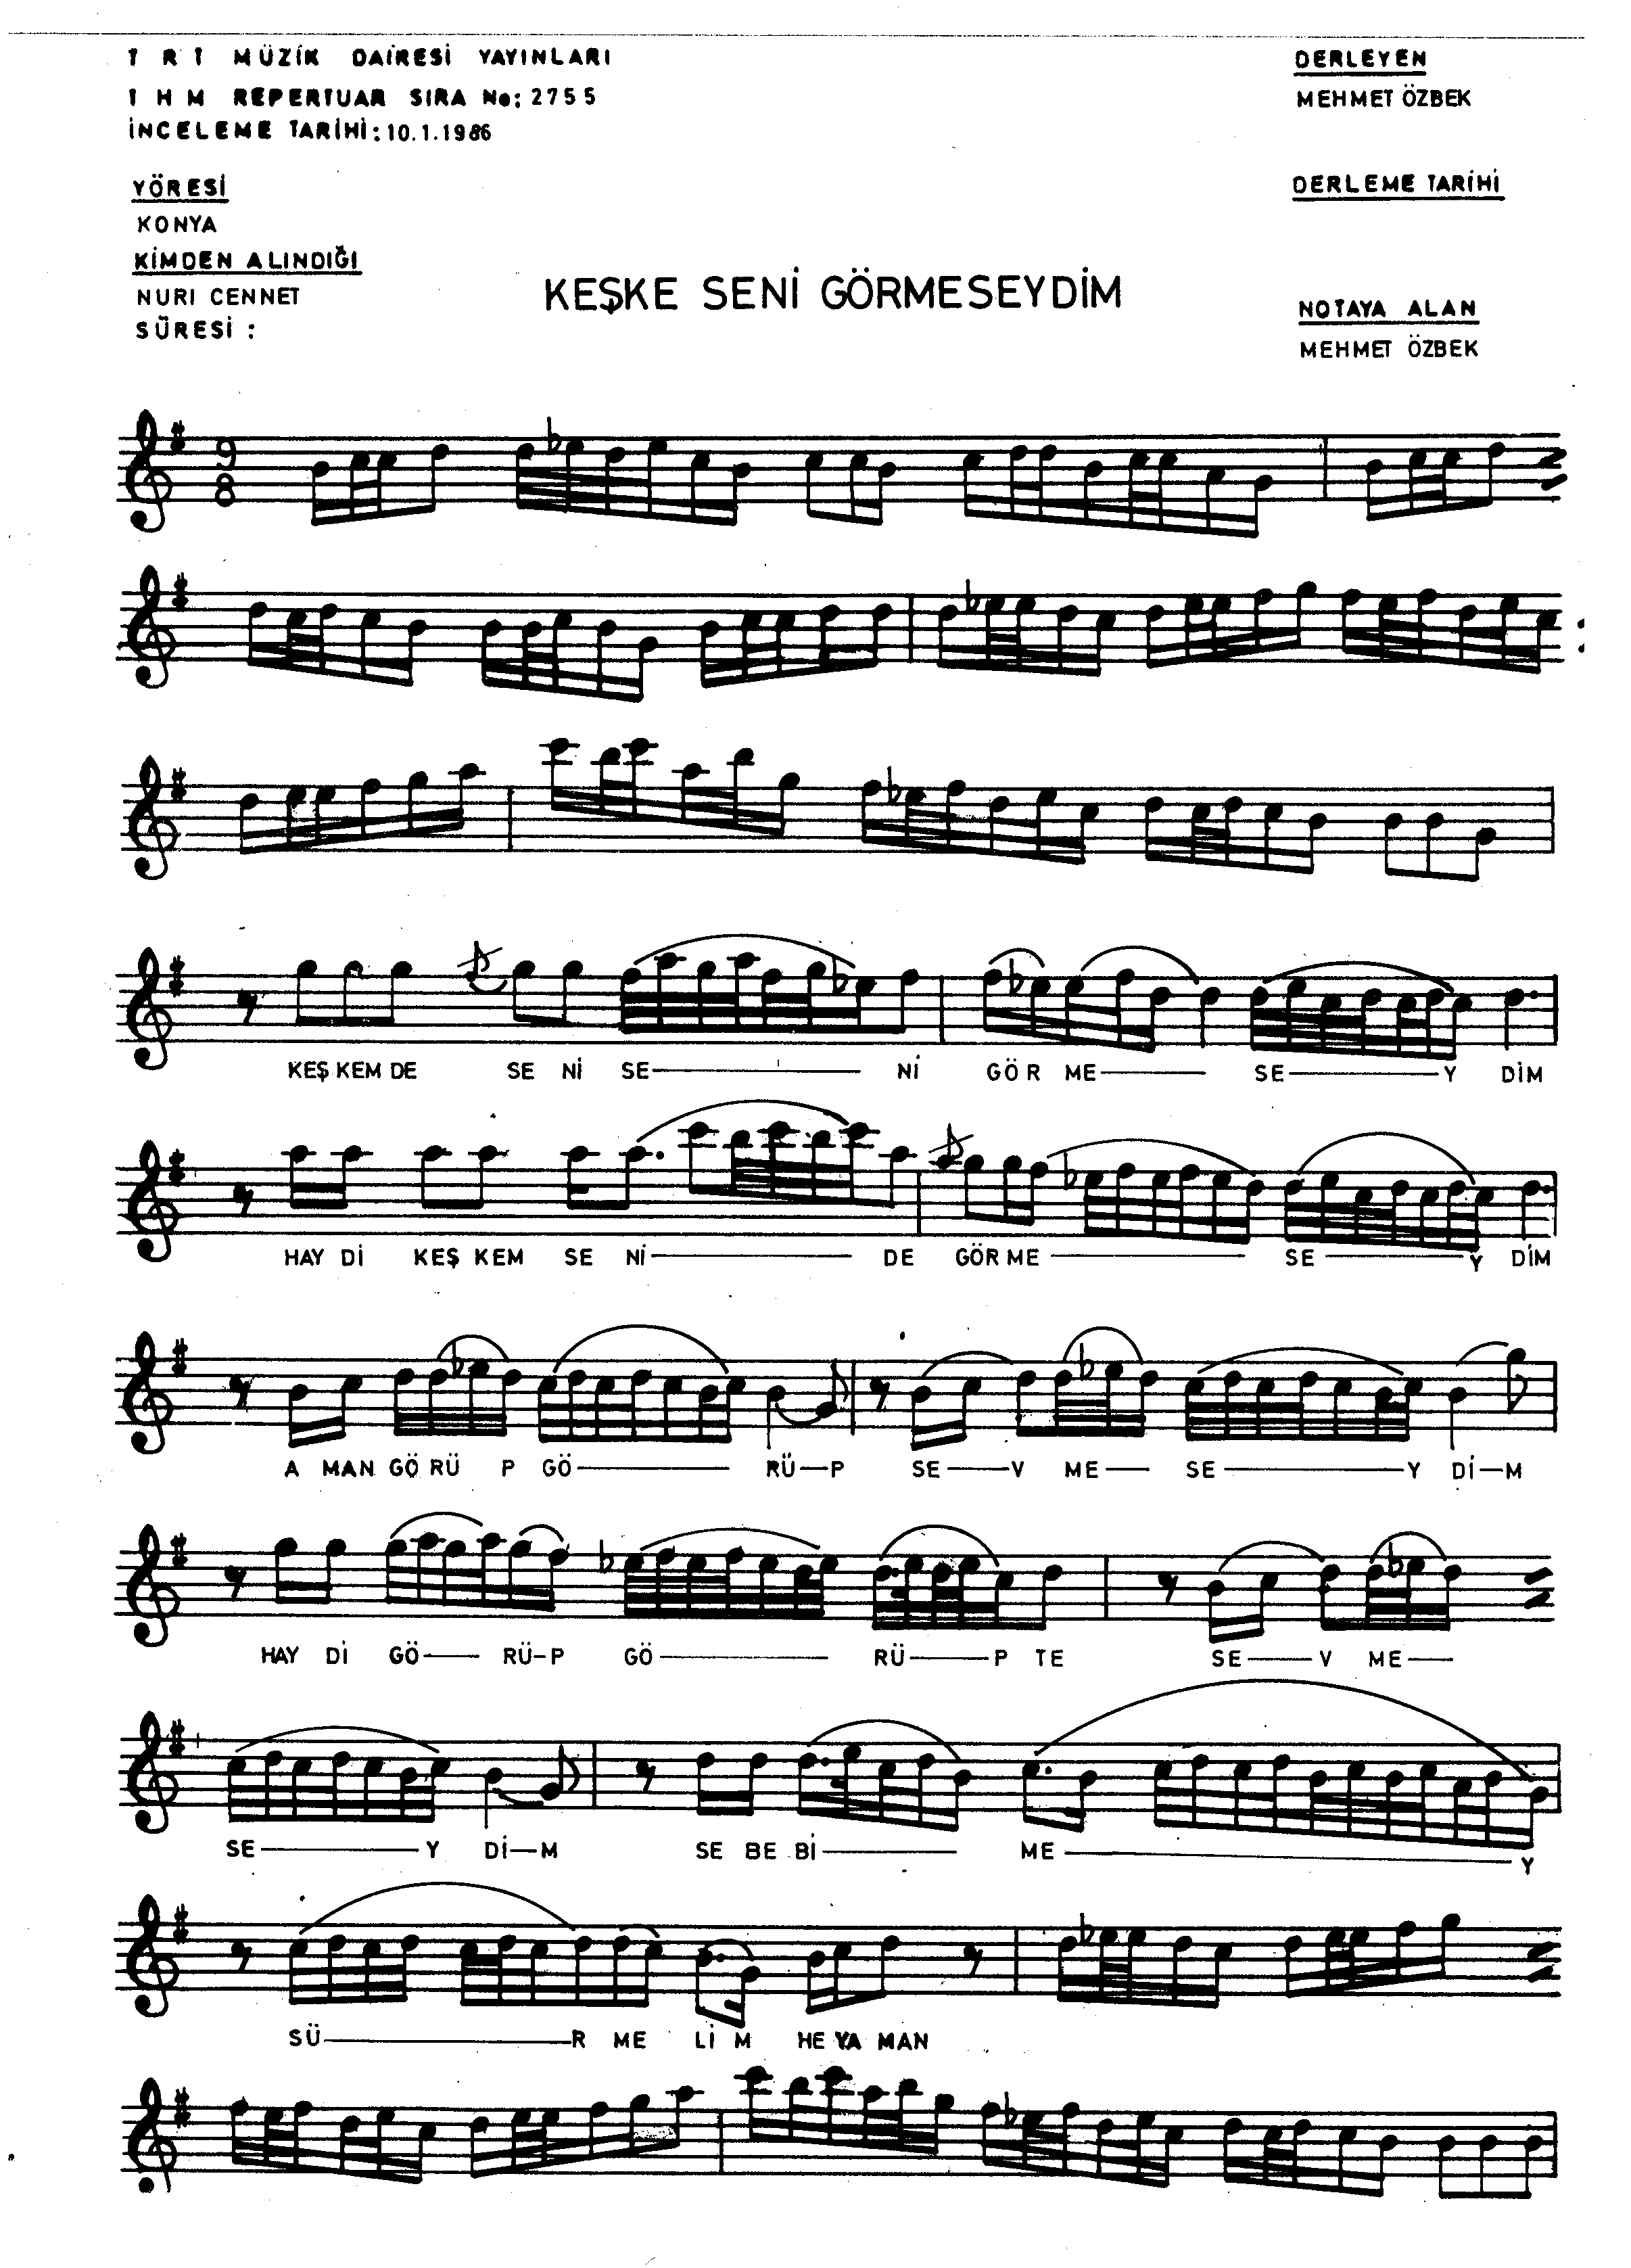 T R T MÜZİK DAİRESİ YAYINLARI
T H M REPERTUAR SIRA No: 2755
İNCELEME TARİHİ: 10.1.1986
YÖRESİ
KONYA
KİMDEN ALINDIĞI
NURI CENNET
SÜRESİ :
DERLEYEN
MEHMET ÖZBEK
DERLEME TARİHİ
NOTAYA ALAN
MEHMET ÖZBEK
KEŞKE SENİ GÖRMESEYDİM
9
8
KEŞ KEM DE SE Nİ SE Nİ GÖR ME SE Y DİM
HAY Dİ KEŞ KEM SE Nİ DE GÖR ME SE Y DİM
A MAN GÖ RÜ P GÖ RÜ P SE V ME SE Y Dİ M
HAY Dİ GÖ RÜ-P GÖ RÜ P TE SE V ME
SE Y Dİ M SE BE Bİ ME Y
SÜ R ME Lİ M HE YA MAN